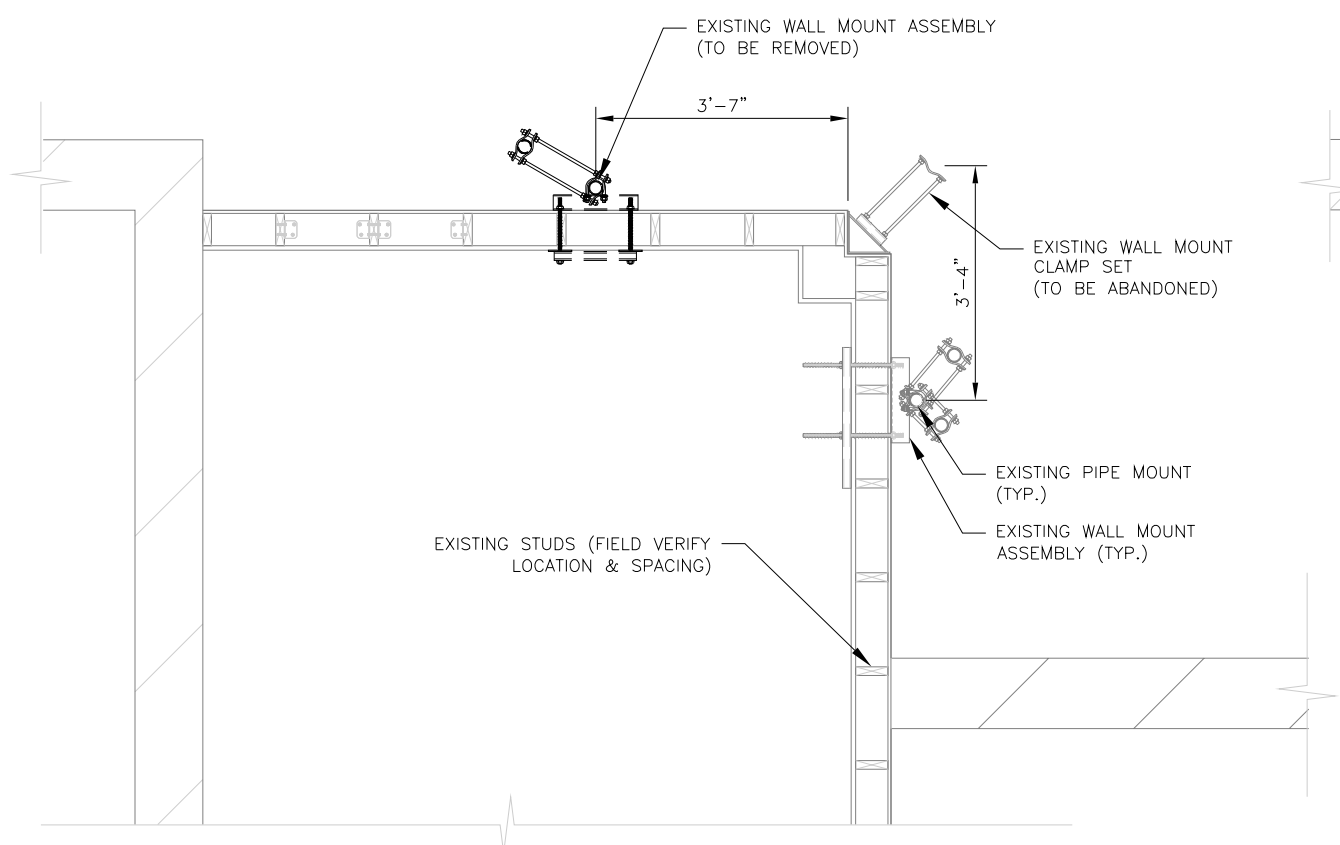 EXISTING WALL MOUNT ASSEMBLY
(TO BE REMOVED)
3'-7"
EXISTING WALL MOUNT
CLAMP SET
(TO BE ABANDONED)
3'-4"
EXISTING PIPE MOUNT
(TYP.)
EXISTING WALL MOUNT
ASSEMBLY (TYP.)
EXISTING STUDS (FIELD VERIFY
LOCATION & SPACING)